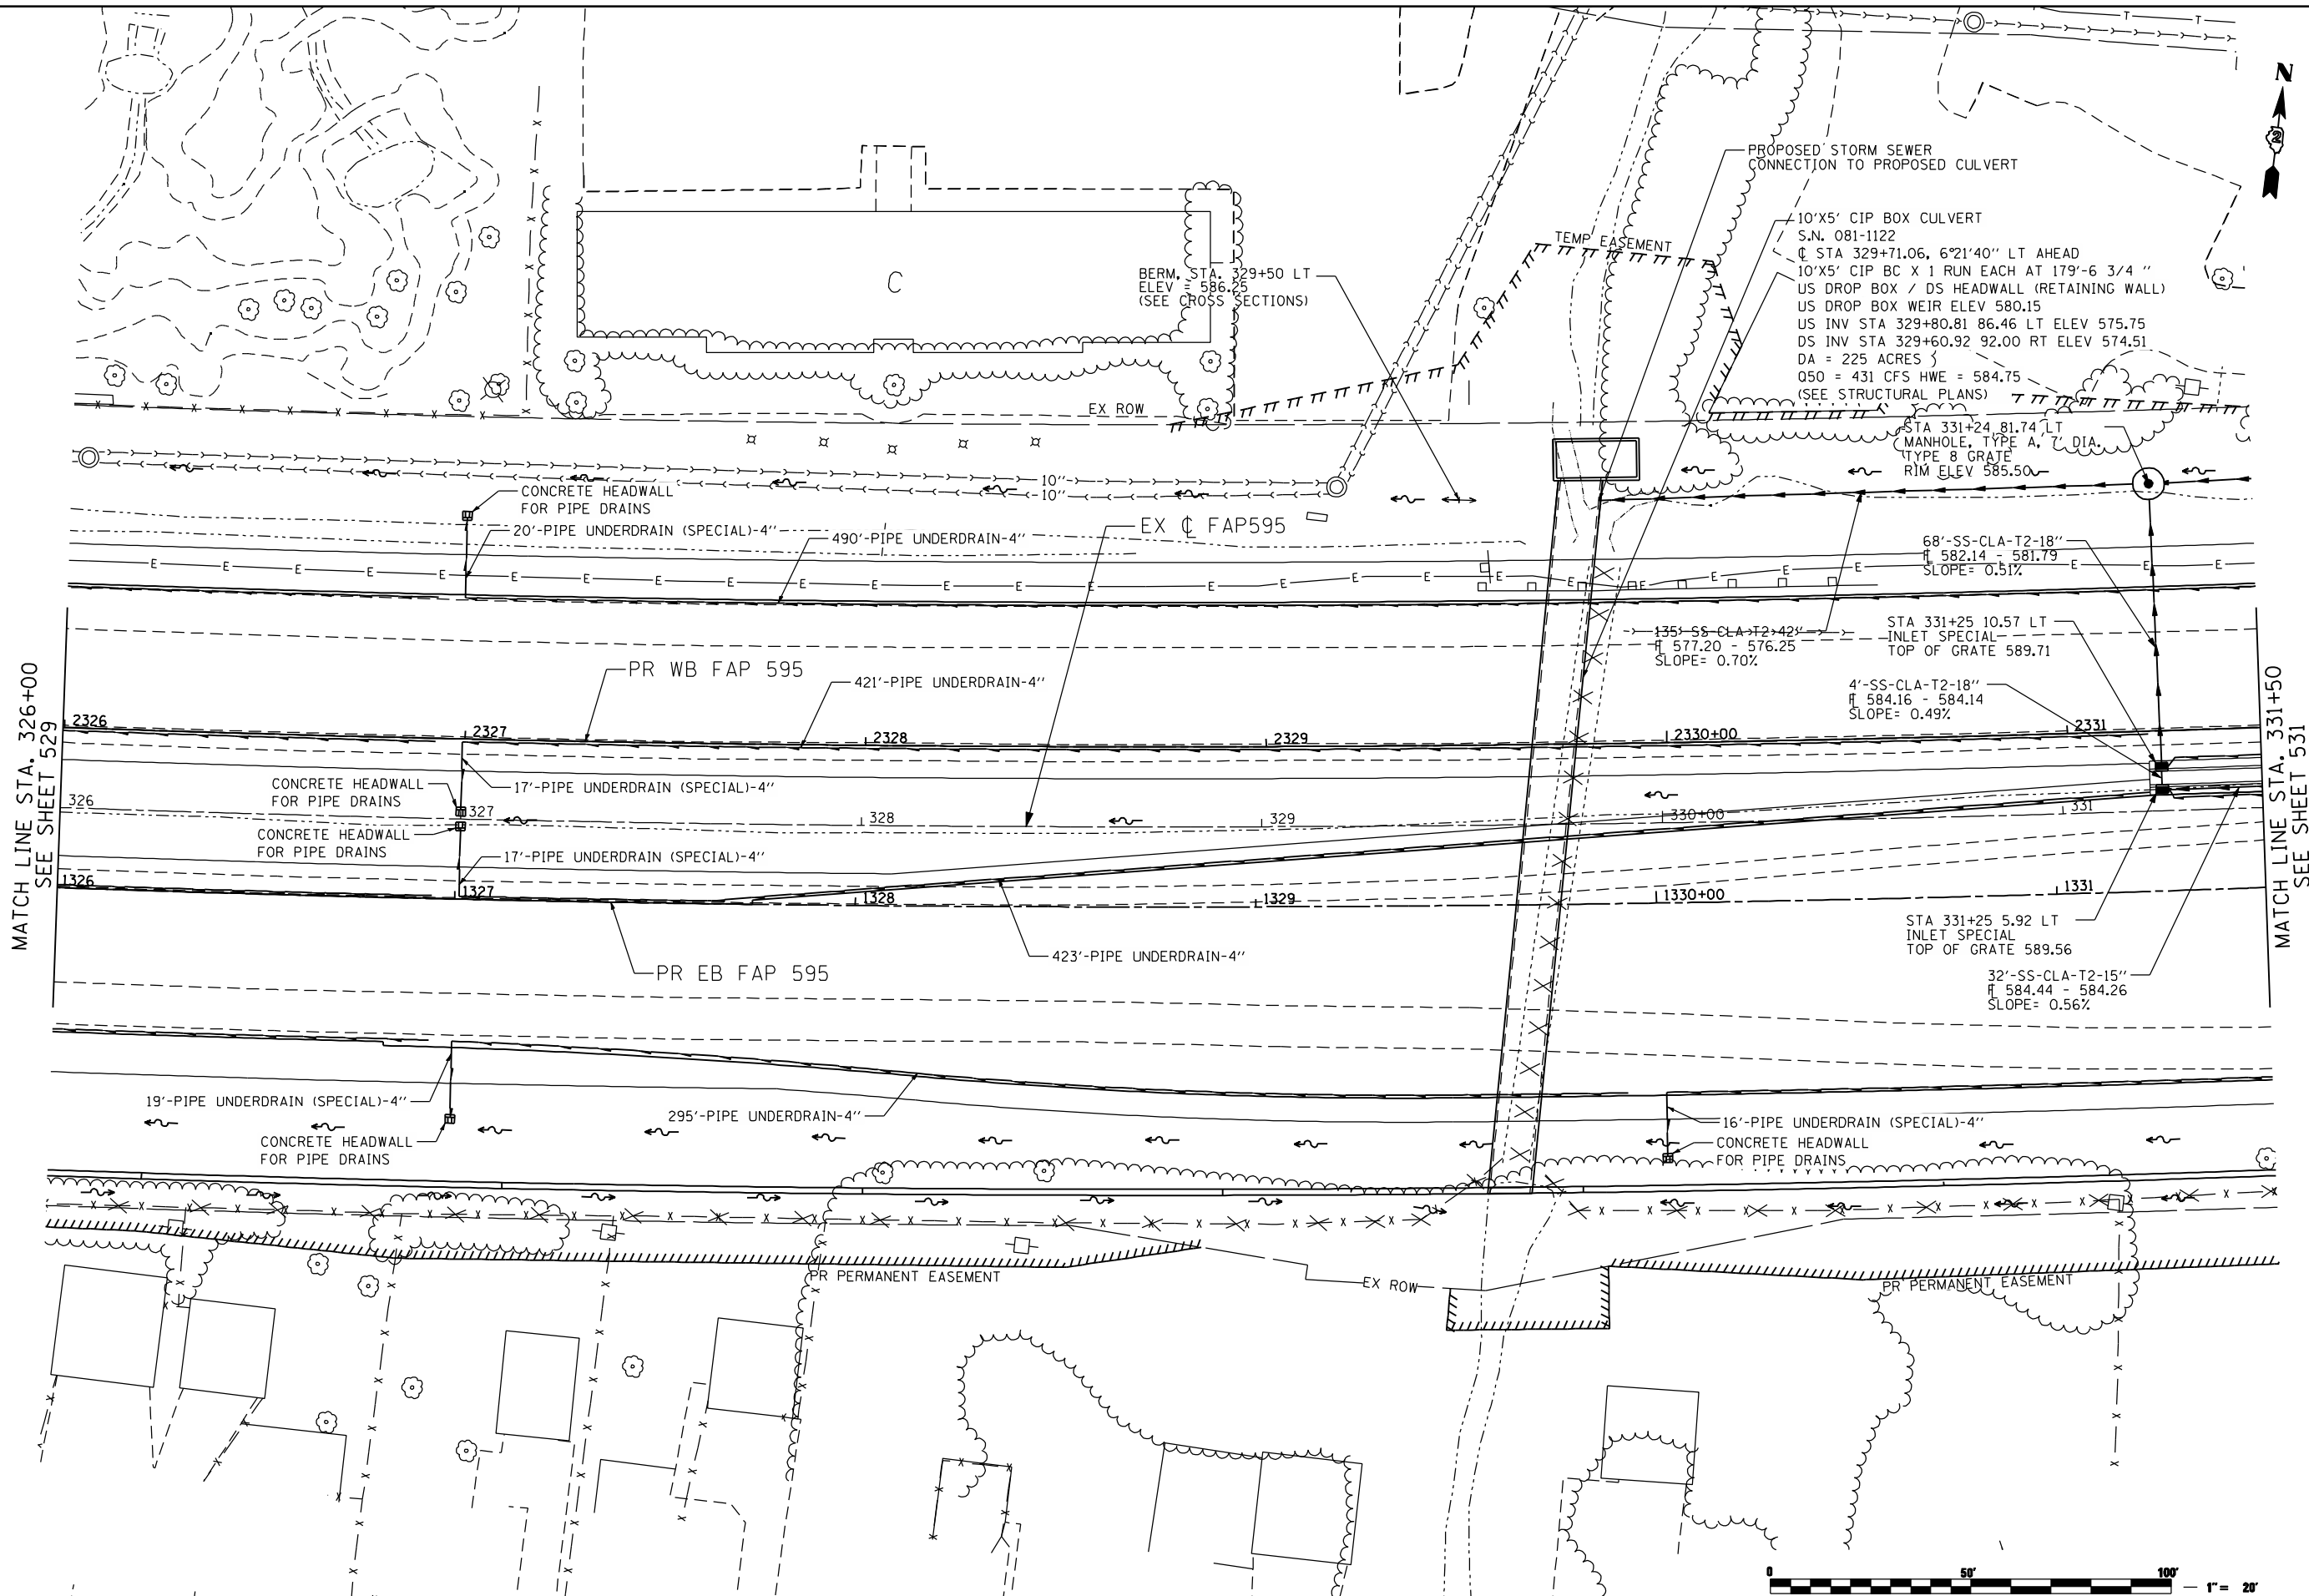 N
2
PROPOSED STORM SEWER
CONNECTION TO PROPOSED CULVERT
10'X5' CIP BOX CULVERT
S.N. 081-1122
℄ STA 329+71.06, 6°21'40" LT AHEAD
10'X5' CIP BC X 1 RUN EACH AT 179'-6 3/4 "
US DROP BOX / DS HEADWALL (RETAINING WALL)
US DROP BOX WEIR ELEV 580.15
US INV STA 329+80.81 86.46 LT ELEV 575.75
DS INV STA 329+60.92 92.00 RT ELEV 574.51
DA = 225 ACRES
Q50 = 431 CFS HWE = 584.75
(SEE STRUCTURAL PLANS)
TEMP EASEMENT
BERM, STA. 329+50 LT
ELEV = 586.25
(SEE CROSS SECTIONS)
C
EX ROW
STA 331+24 81.74 LT
MANHOLE, TYPE A, 7' DIA.
TYPE 8 GRATE
RIM ELEV 585.50
10"
10"
CONCRETE HEADWALL
FOR PIPE DRAINS
20'-PIPE UNDERDRAIN (SPECIAL)-4"
490'-PIPE UNDERDRAIN-4"
EX ℄ FAP595
68'-SS-CLA-T2-18"
FL 582.14 - 581.79
SLOPE= 0.51%
E E E E E E E E E E E E E E E E E E E E E E E E E E E
135'-SS-CLA-T2-42"
FL 577.20 - 576.25
SLOPE= 0.70%
STA 331+25 10.57 LT
INLET SPECIAL
TOP OF GRATE 589.71
4'-SS-CLA-T2-18"
FL 584.16 - 584.14
SLOPE= 0.49%
MATCH LINE STA. 326+00
SEE SHEET 529
PR WB FAP 595
421'-PIPE UNDERDRAIN-4"
2326
2327
2328
2329
2330+00
2331
MATCH LINE STA. 331+50
SEE SHEET 531
CONCRETE HEADWALL
FOR PIPE DRAINS
17'-PIPE UNDERDRAIN (SPECIAL)-4"
326
327
328
329
330+00
331
CONCRETE HEADWALL
FOR PIPE DRAINS
17'-PIPE UNDERDRAIN (SPECIAL)-4"
1326
1327
1328
1329
1330+00
1331
PR EB FAP 595
423'-PIPE UNDERDRAIN-4"
STA 331+25 5.92 LT
INLET SPECIAL
TOP OF GRATE 589.56
32'-SS-CLA-T2-15"
FL 584.44 - 584.26
SLOPE= 0.56%
19'-PIPE UNDERDRAIN (SPECIAL)-4"
295'-PIPE UNDERDRAIN-4"
CONCRETE HEADWALL
FOR PIPE DRAINS
16'-PIPE UNDERDRAIN (SPECIAL)-4"
CONCRETE HEADWALL
FOR PIPE DRAINS
PR PERMANENT EASEMENT
EX ROW
PR PERMANENT EASEMENT
0 50' 100'
1" = 20'